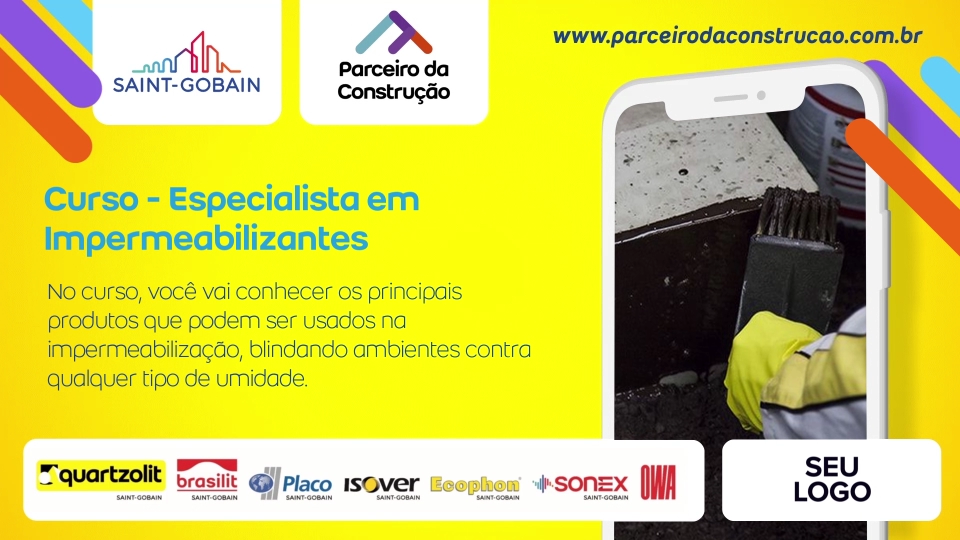 SAINT-GOBAIN
Parceiro da
Construção
www.parceirodaconstrucao.com.br
Curso - Especialista em
Impermeabilizantes
No curso, você vai conhecer os principais
produtos que podem ser usados na
impermeabilização, blindando ambientes contra
qualquer tipo de umidade.
quartzolit
SAINT-GOBAIN
brasilit
SAINT-GOBAIN
Placo
SAINT-GOBAIN
ISOVER
SAINT-GOBAIN
Ecophon
SAINT-GOBAIN
SONEX
SAINT-GOBAIN
OWA
SEU
LOGO